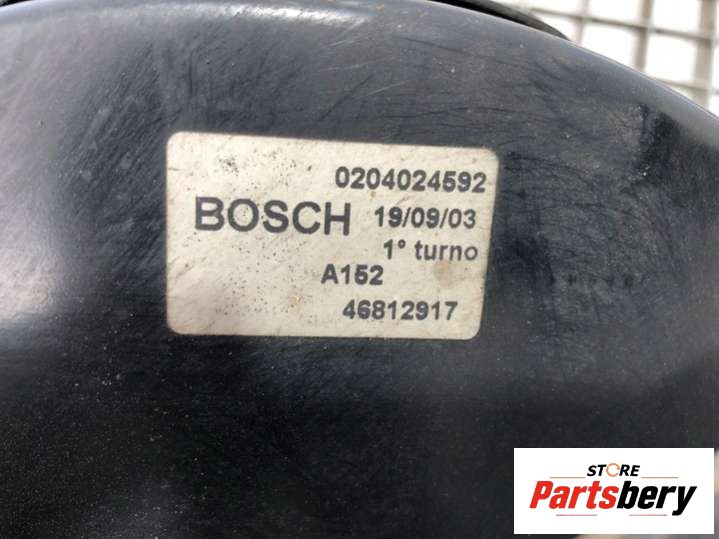 0204024592
BOSCH 19/09/03
1° turno
A152
46812917
STORE
Partsbery